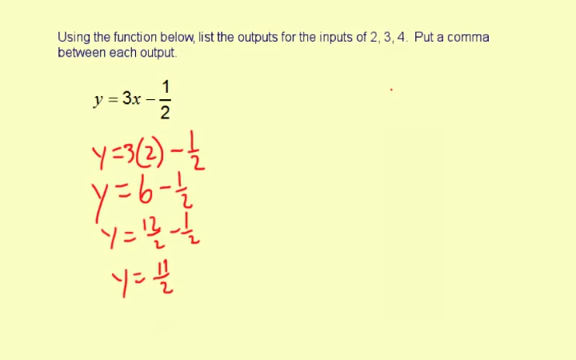 Using the function below, list the outputs for the inputs of 2, 3, 4. Put a comma
between each output.
y = 3x - 1/2
y=3(2) - 1/2
y = 6 - 1/2
y = 12/2 - 1/2
y = 11/2